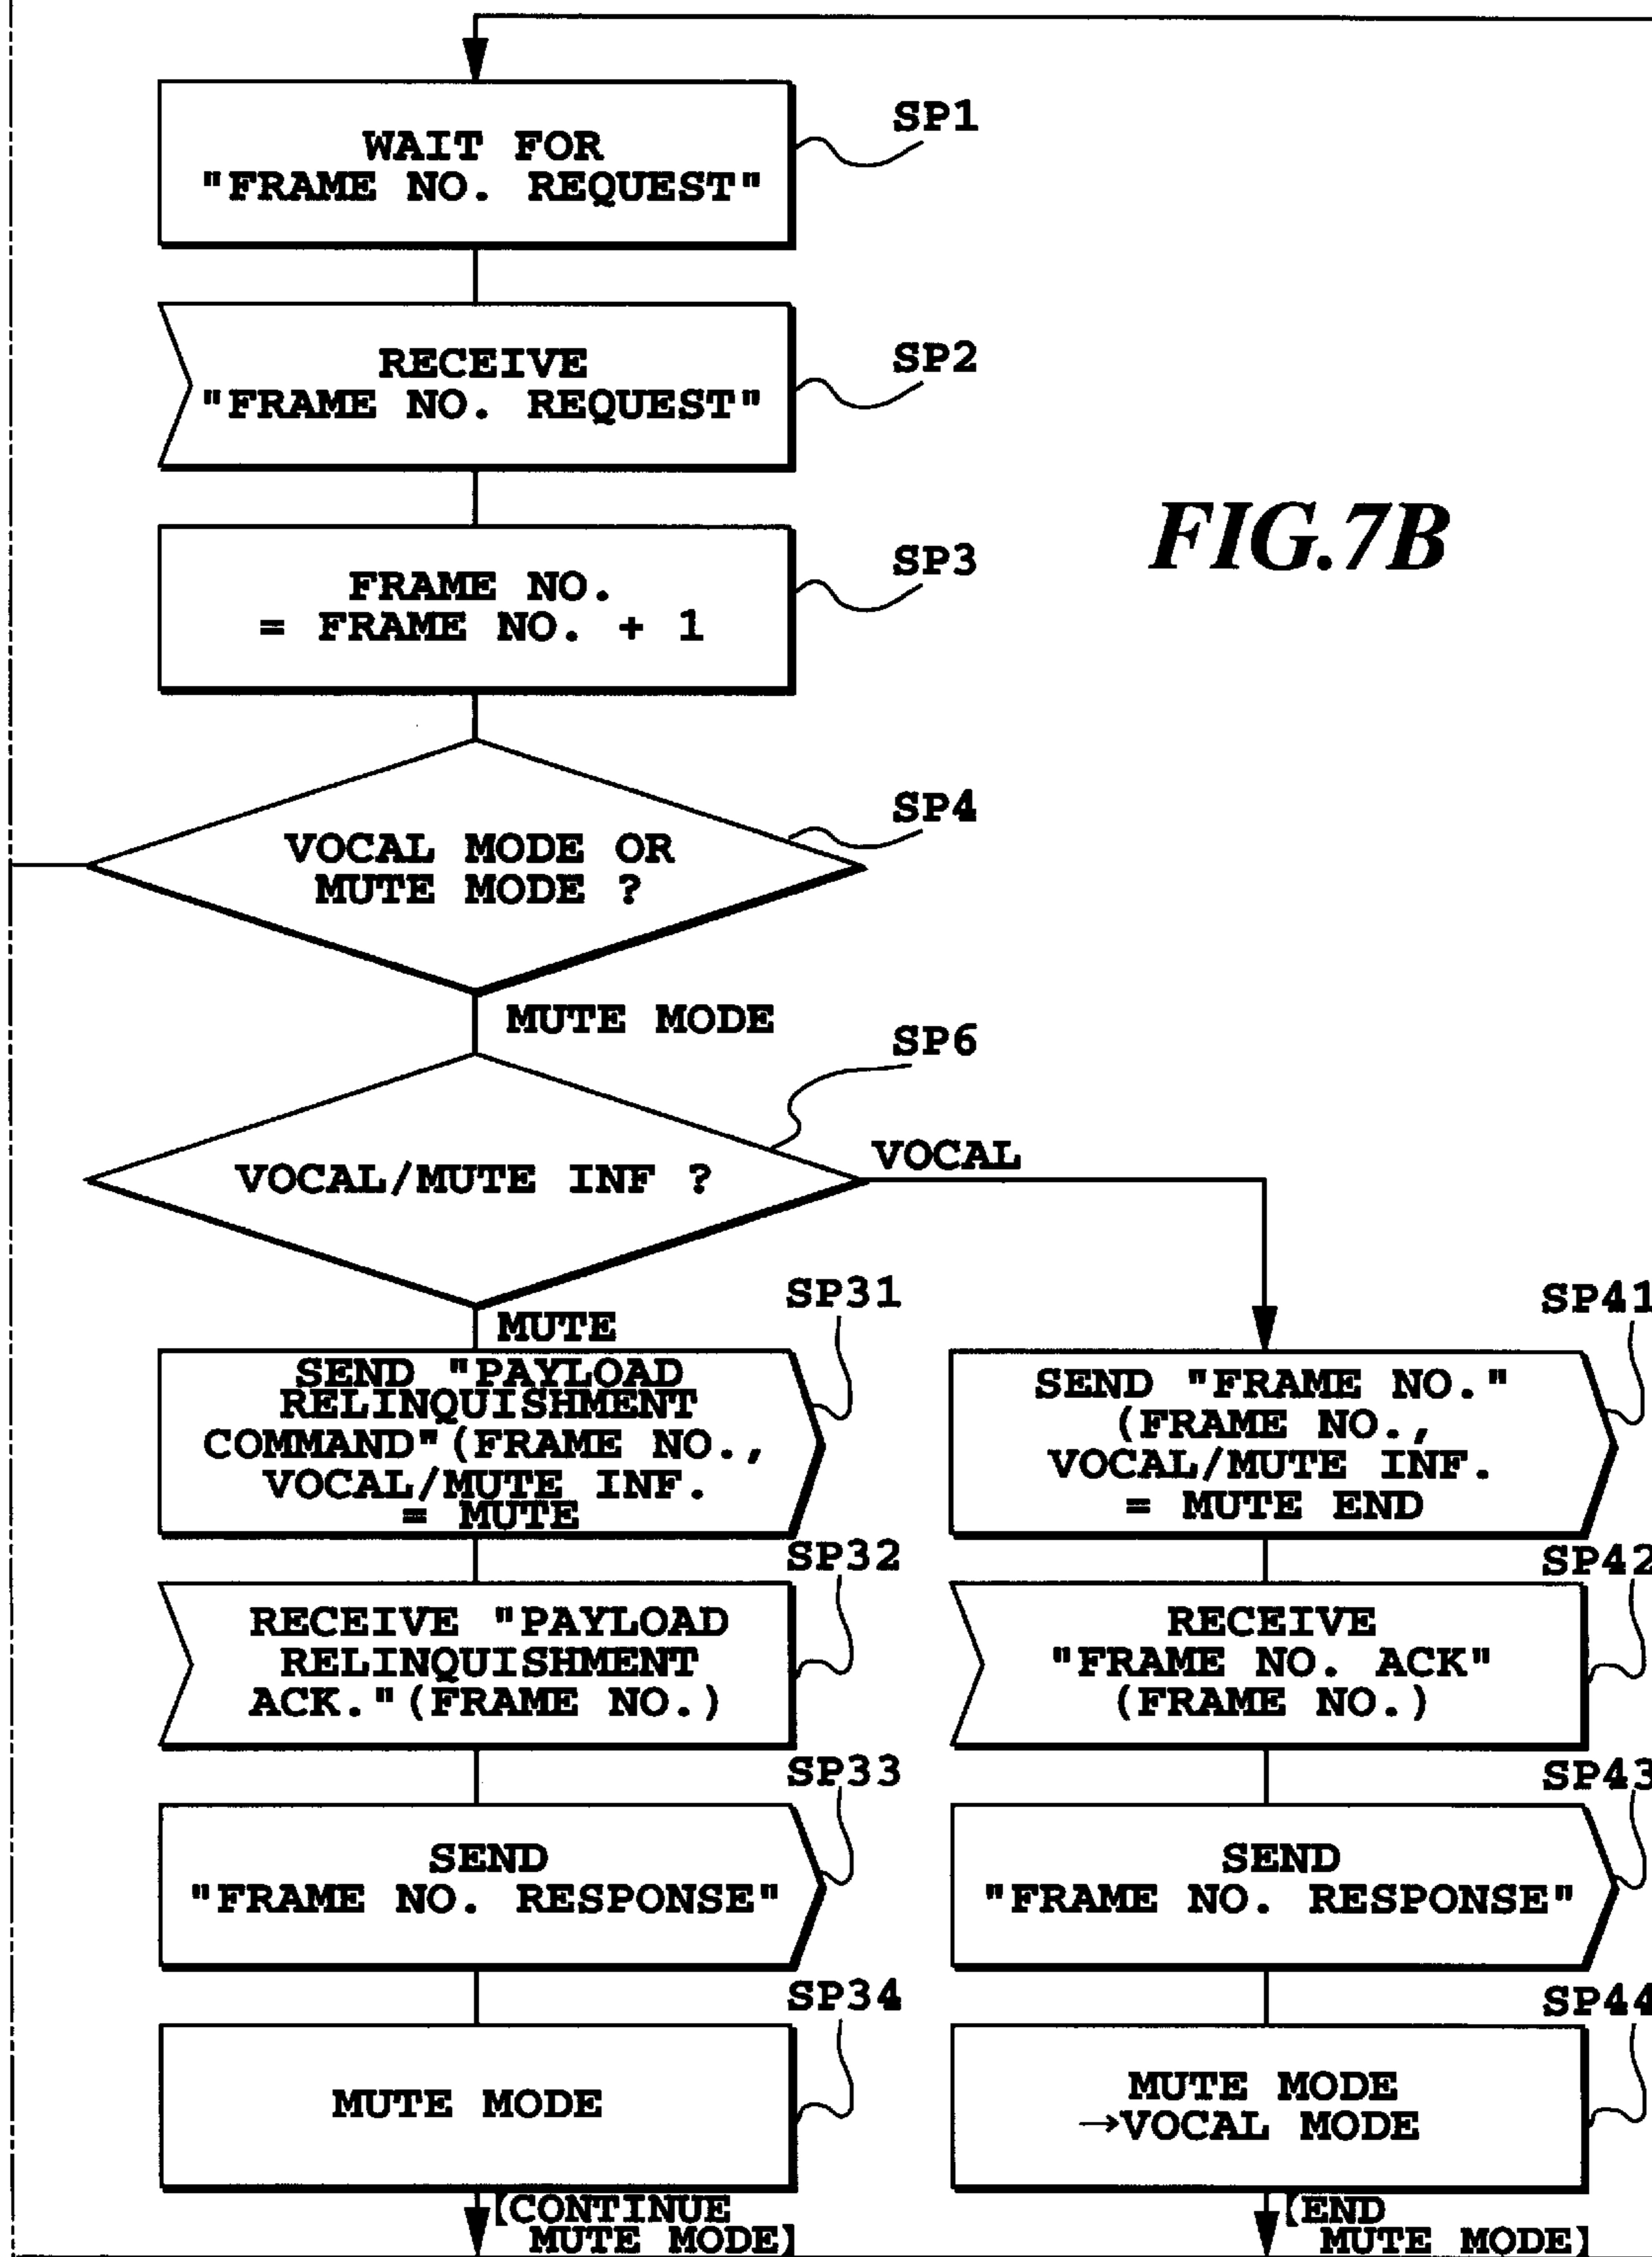 WAIT FOR
"FRAME NO. REQUEST"
SP1
RECEIVE
"FRAME NO. REQUEST"
SP2
FIG.7B
FRAME NO.
= FRAME NO. + 1
SP3
VOCAL MODE OR
MUTE MODE ?
SP4
MUTE MODE
SP6
VOCAL/MUTE INF ?
VOCAL
MUTE
SP31
SEND "PAYLOAD
RELINQUISHMENT
COMMAND"(FRAME NO.,
VOCAL/MUTE INF.
= MUTE
SP32
RECEIVE "PAYLOAD
RELINQUISHMENT
ACK."(FRAME NO.)
SP33
SEND
"FRAME NO. RESPONSE"
SP34
MUTE MODE
[CONTINUE
MUTE MODE]
SP41
SEND "FRAME NO."
(FRAME NO.,
VOCAL/MUTE INF.
= MUTE END
SP42
RECEIVE
"FRAME NO. ACK"
(FRAME NO.)
SP43
SEND
"FRAME NO. RESPONSE"
SP44
MUTE MODE
→VOCAL MODE
[END
MUTE MODE]